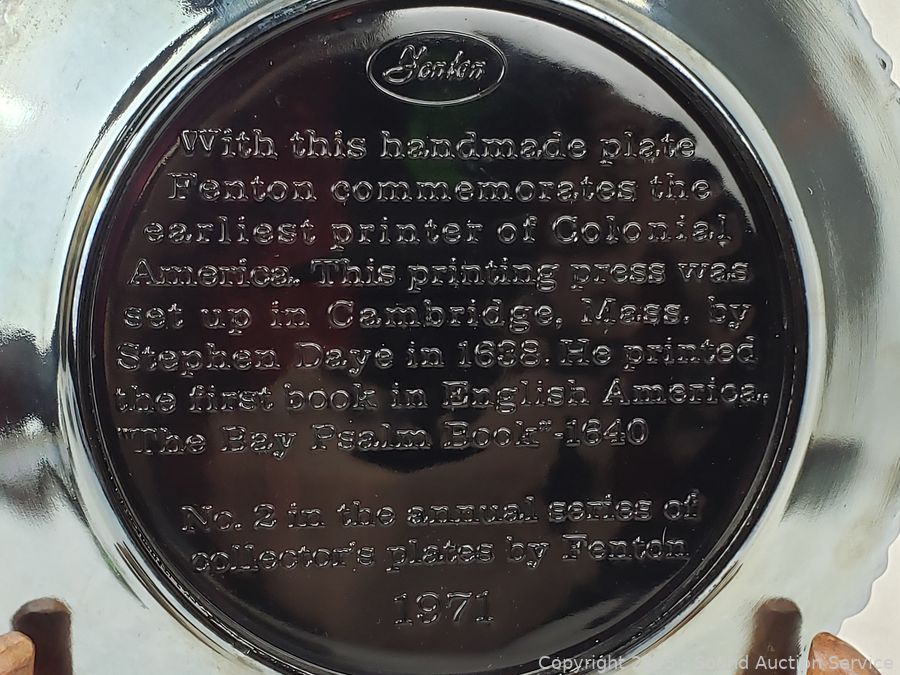 Fenton
With this handmade plate
Fenton commemorates the
earliest printer of Colonial
America. This printing press was
set up in Cambridge, Mass. by
Stephen Daye in 1638. He printed
the first book in English America,
"The Bay Psalm Book"-1640
No. 2 in the annual series of
collector's plates by Fenton
1971
Copyright Sound Auction Service